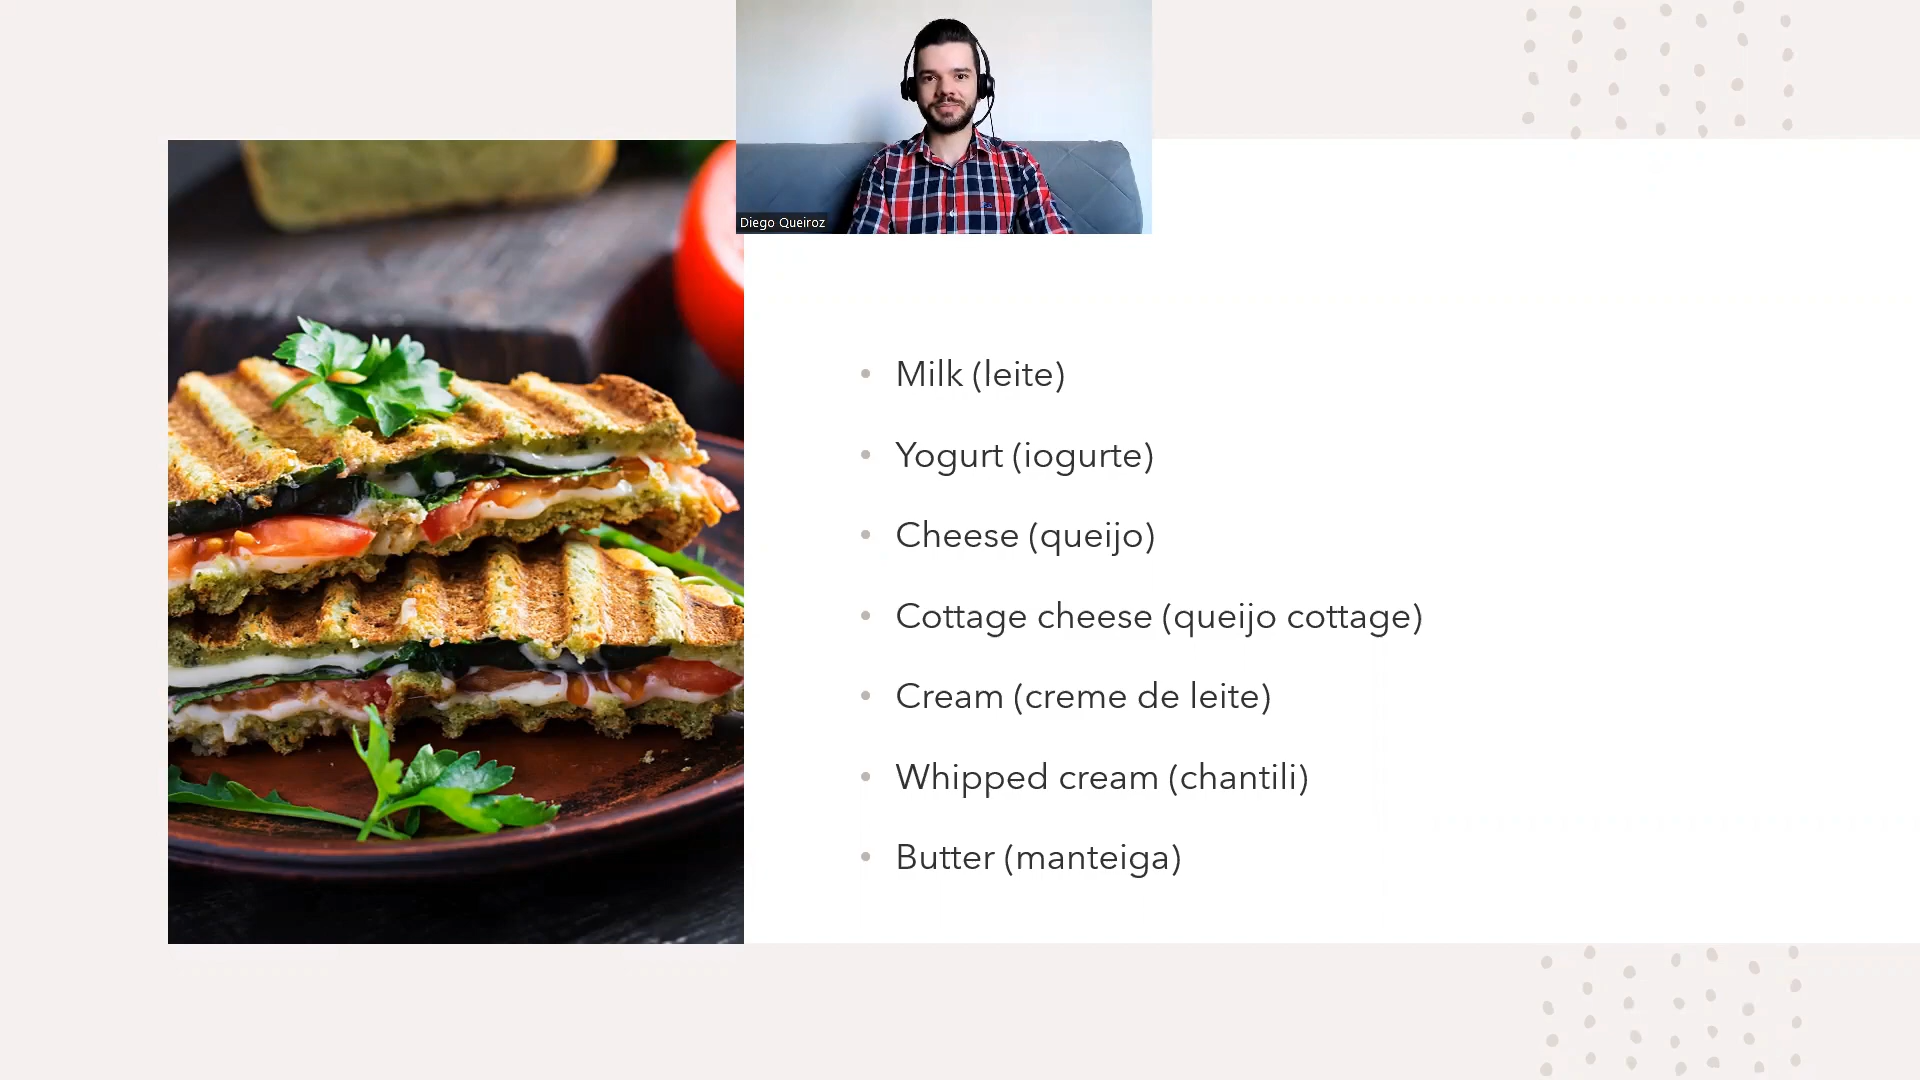 Diego Queiroz
• Milk (leite)
• Yogurt (iogurte)
• Cheese (queijo)
• Cottage cheese (queijo cottage)
• Cream (creme de leite)
• Whipped cream (chantili)
• Butter (manteiga)